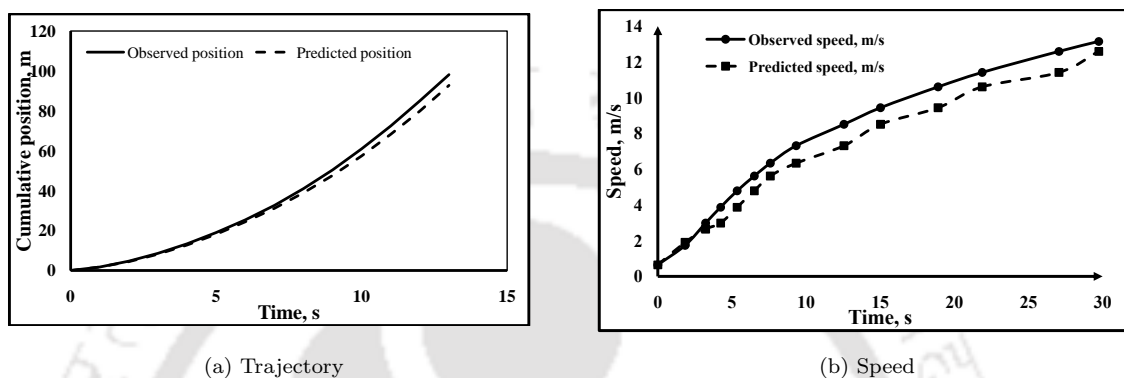 120
100
80
60
40
20
0
Cumulative position, m
Observed position
Predicted position
0 5 10 15
Time, s
(a) Trajectory
14
12
10
8
6
4
2
0
Speed, m/s
Observed speed, m/s
Predicted speed, m/s
0 5 10 15 20 25 30
Time, s
(b) Speed